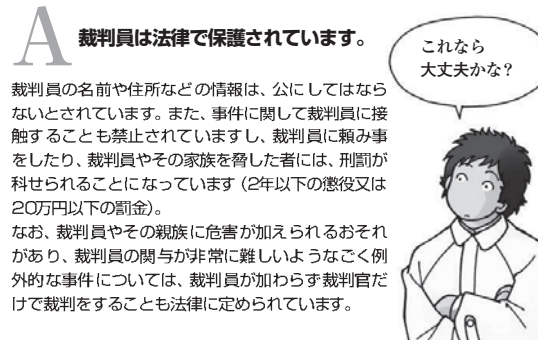 A 裁判員は法律で保護されています。
裁判員の名前や住所などの情報は、公にしてはなら
ないとされています。また、事件に関して裁判員に接
触することも禁止されていますし、裁判員に頼み事
をしたり、裁判員やその家族を脅した者には、刑罰が
科せられることになっています（2年以下の懲役又は
20万円以下の罰金）。
なお、裁判員やその親族に危害が加えられるおそれ
があり、裁判員の関与が非常に難しいようなごく例
外的な事件については、裁判員が加わらず裁判官だ
けで裁判をすることも法律に定められています。
これなら
大丈夫かな？